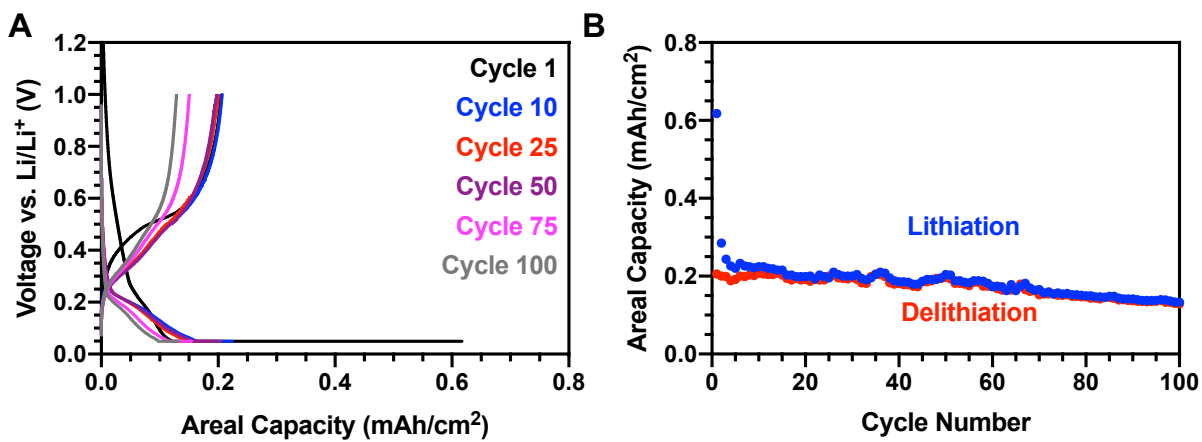 A
Voltage vs. Li/Li⁺ (V)
1.2
1.0
0.8
0.6
0.4
0.2
0.0
Cycle 1
Cycle 10
Cycle 25
Cycle 50
Cycle 75
Cycle 100
0.0 0.2 0.4 0.6 0.8
Areal Capacity (mAh/cm²)
B
Areal Capacity (mAh/cm²)
0.8
0.6
0.4
0.2
0.0
Lithiation
Delithiation
0 20 40 60 80 100
Cycle Number